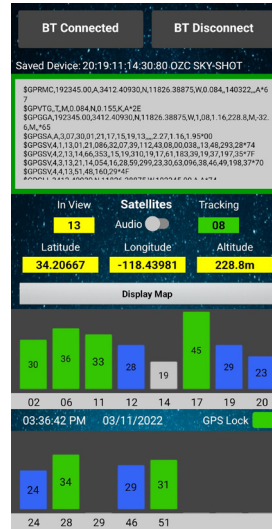 BT Connected BT Disconnect
Saved Device: 20:19:11:14:30:80 OZC SKY-SHOT
$GPRMC,192345.00,A,3412.40930,N,11826.38875,W,0.084,,140322,,,A*6
7
$GPVTG,,T,,M,0.084,N,0.155,K,A*2E
$GPGGA,192345.00,3412.40930,N,11826.38875,W,1,08,1.16,228.8,M,-32.
6,M,,*65
$GPGSA,A,3,07,30,01,21,17,15,19,13,,,,,2.27,1.16,1.95*00
$GPGSV,4,1,13,01,21,086,32,07,39,112,43,08,00,038,,13,48,293,28*74
$GPGSV,4,2,13,14,66,353,15,19,310,19,17,61,183,39,19,37,197,35*7F
$GPGSV,4,3,13,21,14,054,16,28,59,290,23,30,63,096,38,46,49,198,37*70
$GPGSV,4,4,13,51,48,160,29*4F
In View Satellites Tracking
13 Audio 08
Latitude Longitude Altitude
34.20667 -118.43981 228.8m
Display Map
30 36 33 28 19 45 29 23
02 06 11 12 14 17 19 20
03:36:42 PM 03/11/2022 GPS Lock
24 34 29 31
24 28 29 46 51